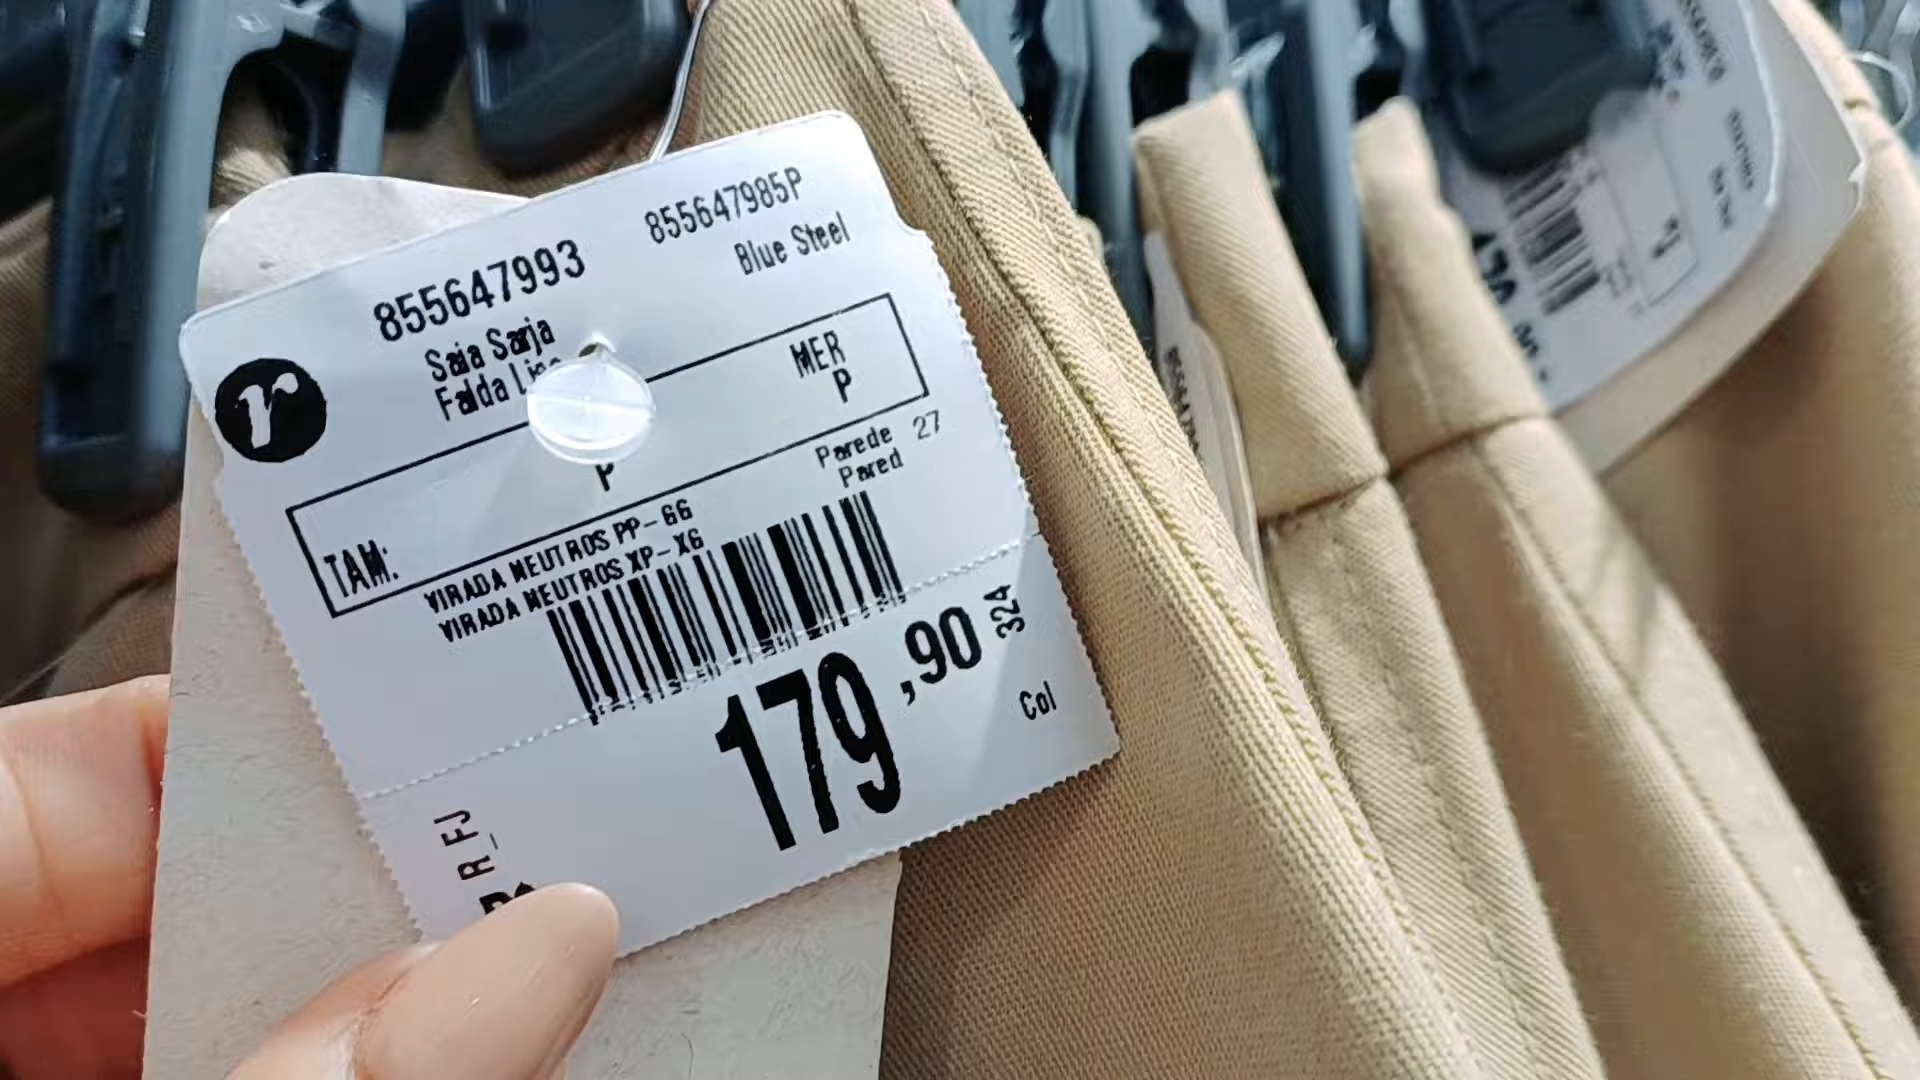 855647993
855647985P
Blue Steel
r
Saia Sarja
Falda
MER
P
P
TAM:
Parede 27
Pared
VIRADA NEUTROS PP-GG
VIRADA NEUTROS XP-XG
179,90
324
Col
R_FJ